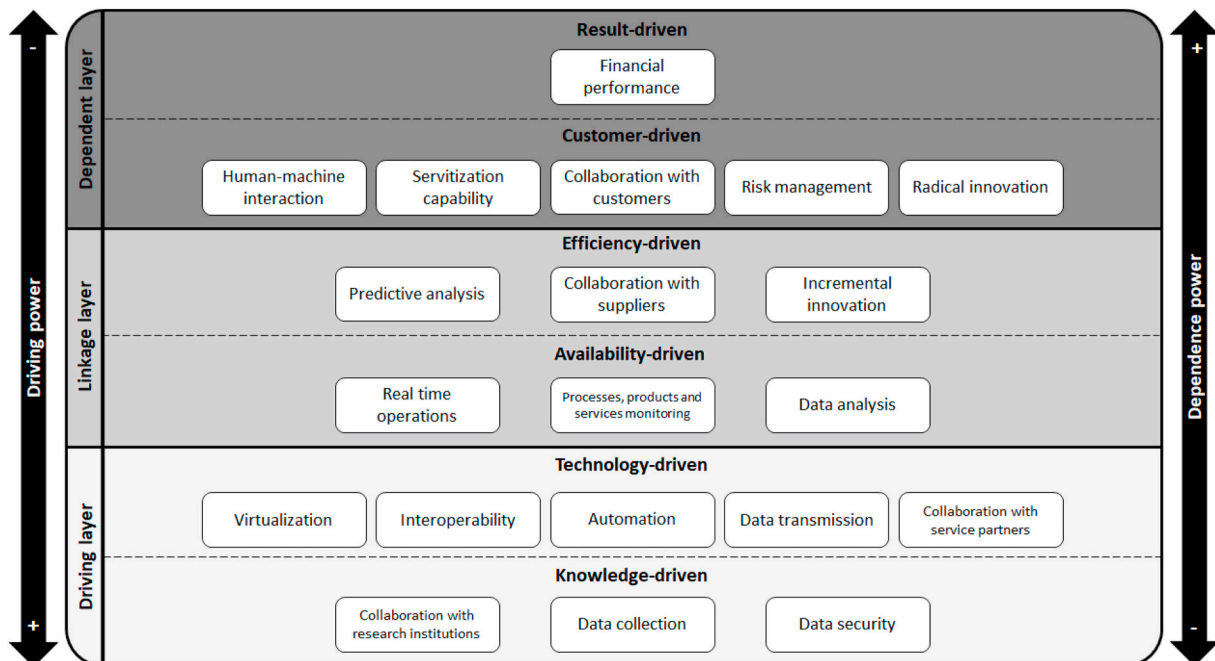 -
Driving power
+
Dependent layer
Result-driven
Financial
performance
Customer-driven
Human-machine
interaction
Servitization
capability
Collaboration with
customers
Risk management
Radical innovation
Linkage layer
Efficiency-driven
Predictive analysis
Collaboration with
suppliers
Incremental
innovation
Availability-driven
Real time
operations
Processes, products and
services monitoring
Data analysis
Driving layer
Technology-driven
Virtualization
Interoperability
Automation
Data transmission
Collaboration with
service partners
Knowledge-driven
Collaboration with
research institutions
Data collection
Data security
+
Dependence power
-